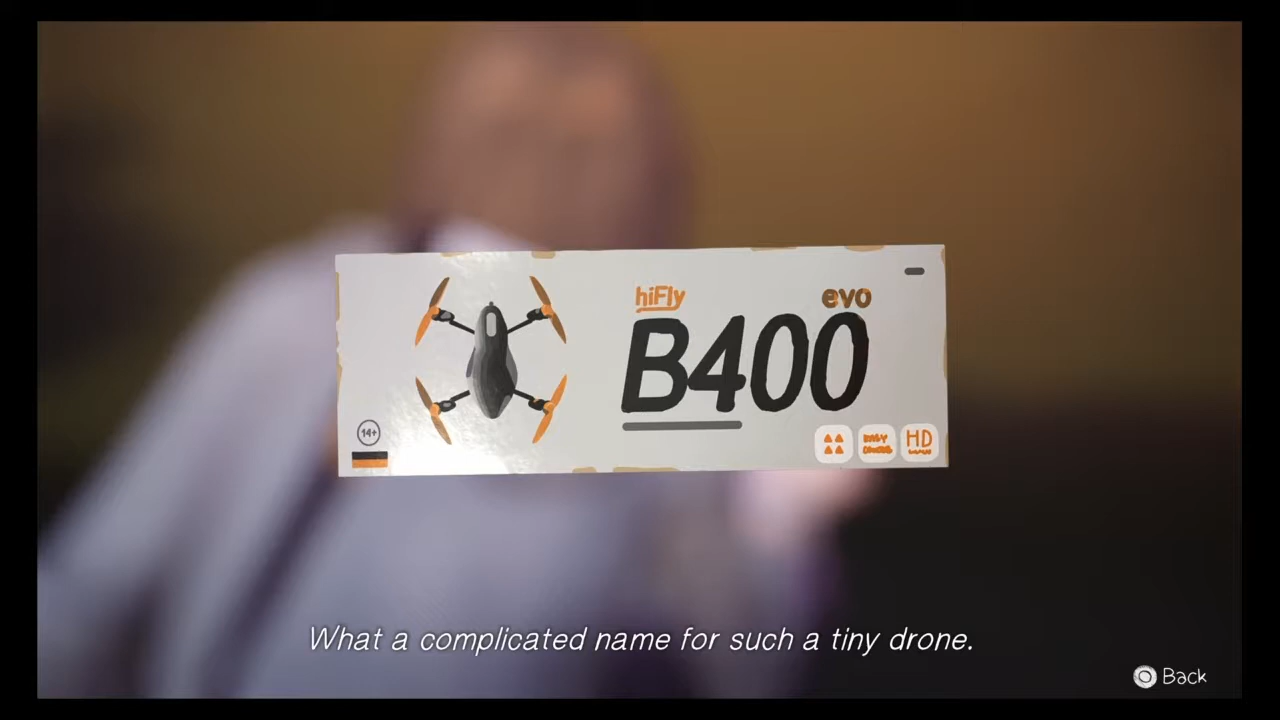 hiFly
evo
B400
14+
HD
What a complicated name for such a tiny drone.
Back